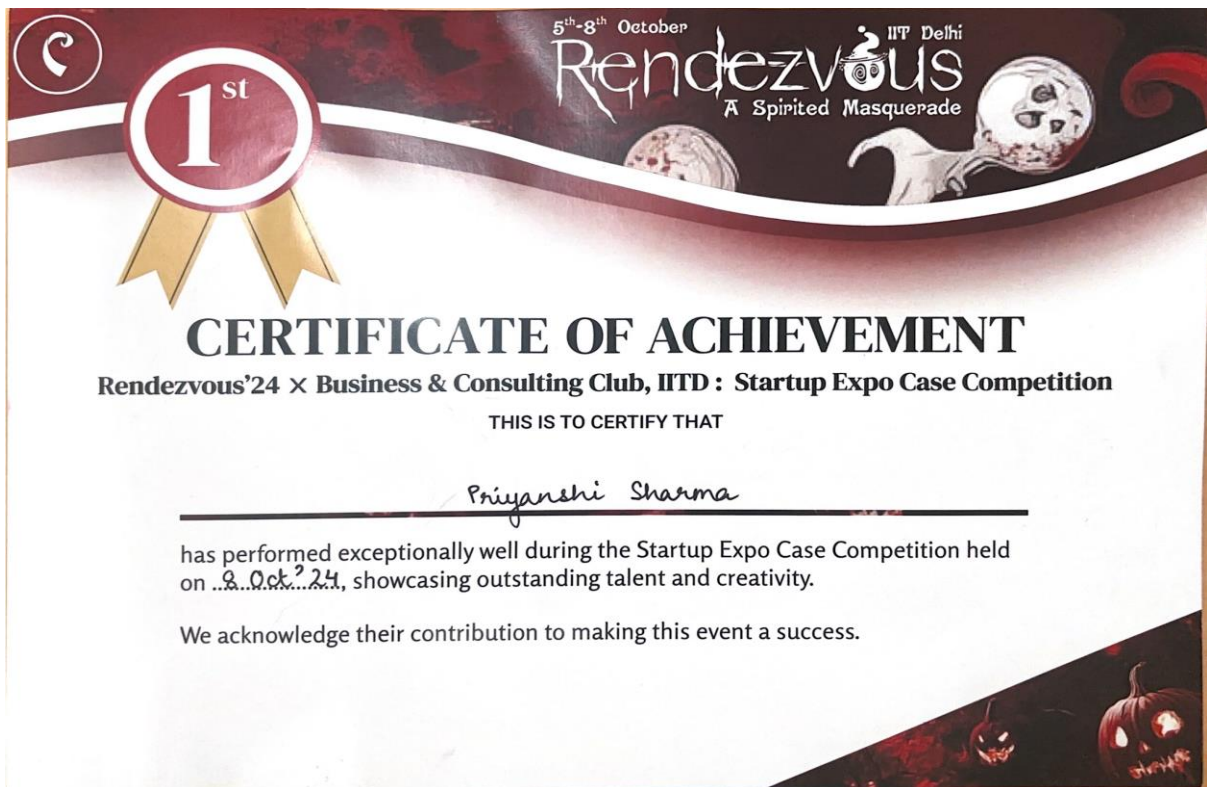 5th-8th October
IIT Delhi
Rendezvous
A Spirited Masquerade
1st
CERTIFICATE OF ACHIEVEMENT
Rendezvous'24 × Business & Consulting Club, IITD : Startup Expo Case Competition
THIS IS TO CERTIFY THAT
Priyanshi Sharma
has performed exceptionally well during the Startup Expo Case Competition held
on ..8 Oct'24, showcasing outstanding talent and creativity.
We acknowledge their contribution to making this event a success.